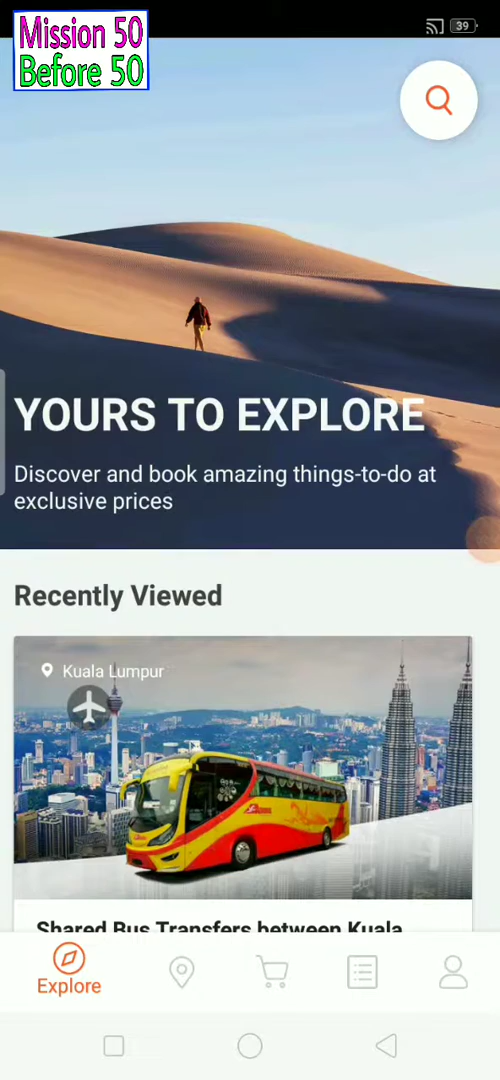 Mission 50
Before 50
39
YOURS TO EXPLORE
Discover and book amazing things-to-do at
exclusive prices
Recently Viewed
Kuala Lumpur
Shared Bus Transfers between Kuala
Explore